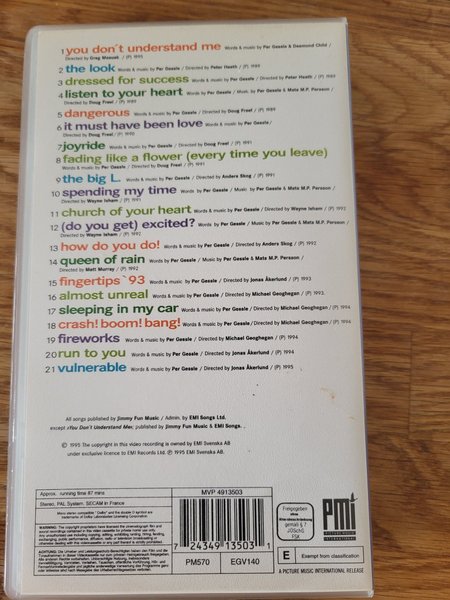 1 you don't understand me Words & music by Per Gessle & Desmond Child /
Directed by Greg Masuak / (P) 1995
2 the look Words & music by Per Gessle / Directed by Peter Heath / (P) 1989
3 dressed for success Words & music by Per Gessle / Directed by Peter Heath / (P) 1989
4 listen to your heart Words by Per Gessle / Music by Per Gessle & Mats M.P. Persson /
Directed by Doug Freel / (P) 1989
5 dangerous Words & music by Per Gessle / Directed by Doug Freel / (P) 1989
6 it must have been love Words & music by Per Gessle /
Directed by Doug Freel / (P) 1990
7 joyride Words & music by Per Gessle / Directed by Doug Freel / (P) 1991
8 fading like a flower (every time you leave)
Words & music by Per Gessle / Directed by Doug Freel / (P) 1991
9 the big L. Words & music by Per Gessle / Directed by Anders Skog / (P) 1991
10 spending my time Words by Per Gessle / Music by Per Gessle & Mats M.P. Persson /
Directed by Wayne Isham / (P) 1991
11 church of your heart Words & music by Per Gessle / Directed by Wayne Isham / (P) 1992
12 (do you get) excited? Words by Per Gessle / Music by Per Gessle & Mats M.P. Persson /
Directed by Wayne Isham / (P) 1992
13 how do you do! Words & music by Per Gessle / Directed by Anders Skog / (P) 1992
14 queen of rain Words by Per Gessle / Music by Per Gessle & Mats M.P. Persson /
Directed by Matt Murray / (P) 1992
15 fingertips `93 Words & music by Per Gessle / Directed by Jonas Åkerlund / (P) 1993
16 almost unreal Words & music by Per Gessle / Directed by Michael Geoghegan / (P) 1993.
17 sleeping in my car Words & music by Per Gessle / Directed by Michael Geoghegan / (P) 1994
18 crash! boom! bang! Words & music by Per Gessle / Directed by Michael Geoghegan / (P) 1994
19 fireworks Words & music by Per Gessle / Directed by Michael Geoghegan / (P) 1994
20 run to you Words & music by Per Gessle / Directed by Jonas Åkerlund / (P) 1994
21 vulnerable Words & music by Per Gessle / Directed by Jonas Åkerlund / (P) 1995
All songs published by Jimmy Fun Music / Admin. by EMI Songs Ltd.
except »You Don't Understand Me« published by Jimmy Fun Music & EMI Songs.
© 1995 The copyright in this video recording is owned by EMI Svenska AB
under exclusive licence to EMI Records Ltd. ℗ 1995 EMI Svenska AB
Approx. running time 87 mins
Stereo, PAL System, SECAM in France
MVP 4913503
7 24349 13503 1
PM570 EGV140
Freigegeben
ohne Altersbeschränkung
gemäß § 7
JÖSchG
FSK
E Exempt from classification
PMI
A PICTURE MUSIC INTERNATIONAL RELEASE